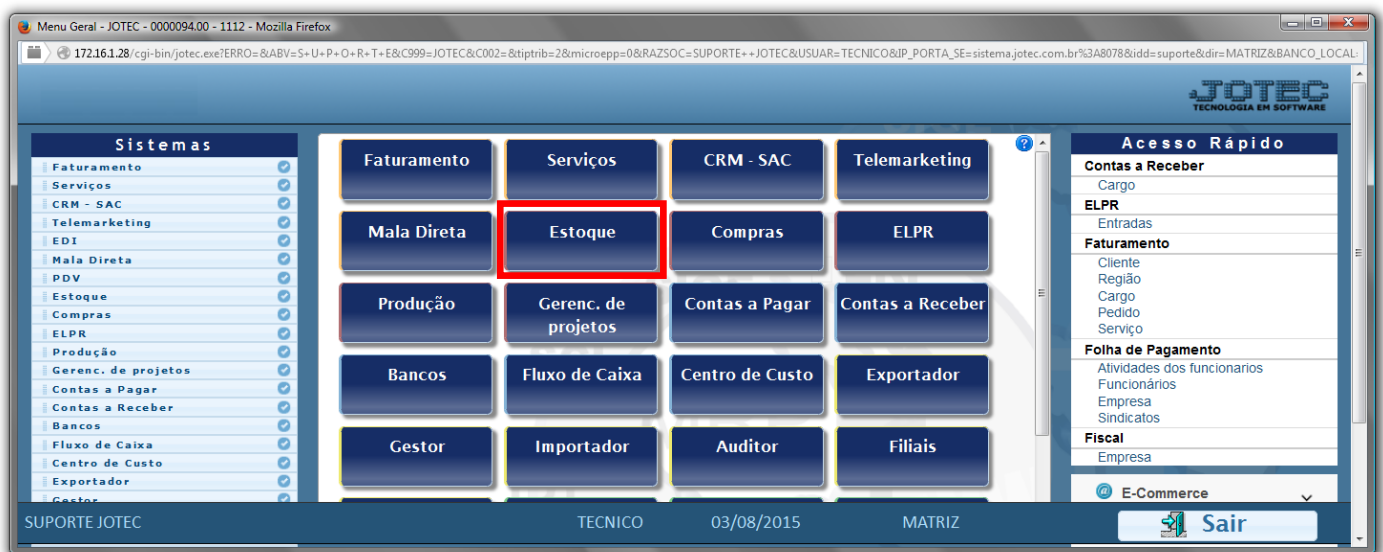 Menu Geral - JOTEC - 0000094.00 - 1112 - Mozilla Firefox
172.16.1.28/cgi-bin/jotec.exe?ERRO=&ABV=S+U+P+O+R+T+E&C999=JOTEC&C002=&tiptrib=2&microepp=0&RAZSOC=SUPORTE++JOTEC&USUAR=TECNICO&IP_PORTA_SE=sistema.jotec.com.br%3A8078&idd=suporte&dir=MATRIZ&BANCO_LOCAL
JOTEC
TECNOLOGIA EM SOFTWARE
Sistemas
Faturamento
Serviços
CRM - SAC
Telemarketing
EDI
Mala Direta
PDV
Estoque
Compras
ELPR
Produção
Gerenc. de projetos
Contas a Pagar
Contas a Receber
Bancos
Fluxo de Caixa
Centro de Custo
Exportador
Gestor
Faturamento
Serviços
CRM - SAC
Telemarketing
Mala Direta
Estoque
Compras
ELPR
Produção
Gerenc. de
projetos
Contas a Pagar
Contas a Receber
Bancos
Fluxo de Caixa
Centro de Custo
Exportador
Gestor
Importador
Auditor
Filiais
Acesso Rápido
Contas a Receber
Cargo
ELPR
Entradas
Faturamento
Cliente
Região
Cargo
Pedido
Serviço
Folha de Pagamento
Atividades dos funcionarios
Funcionários
Empresa
Sindicatos
Fiscal
Empresa
E-Commerce
SUPORTE JOTEC
TECNICO
03/08/2015
MATRIZ
Sair